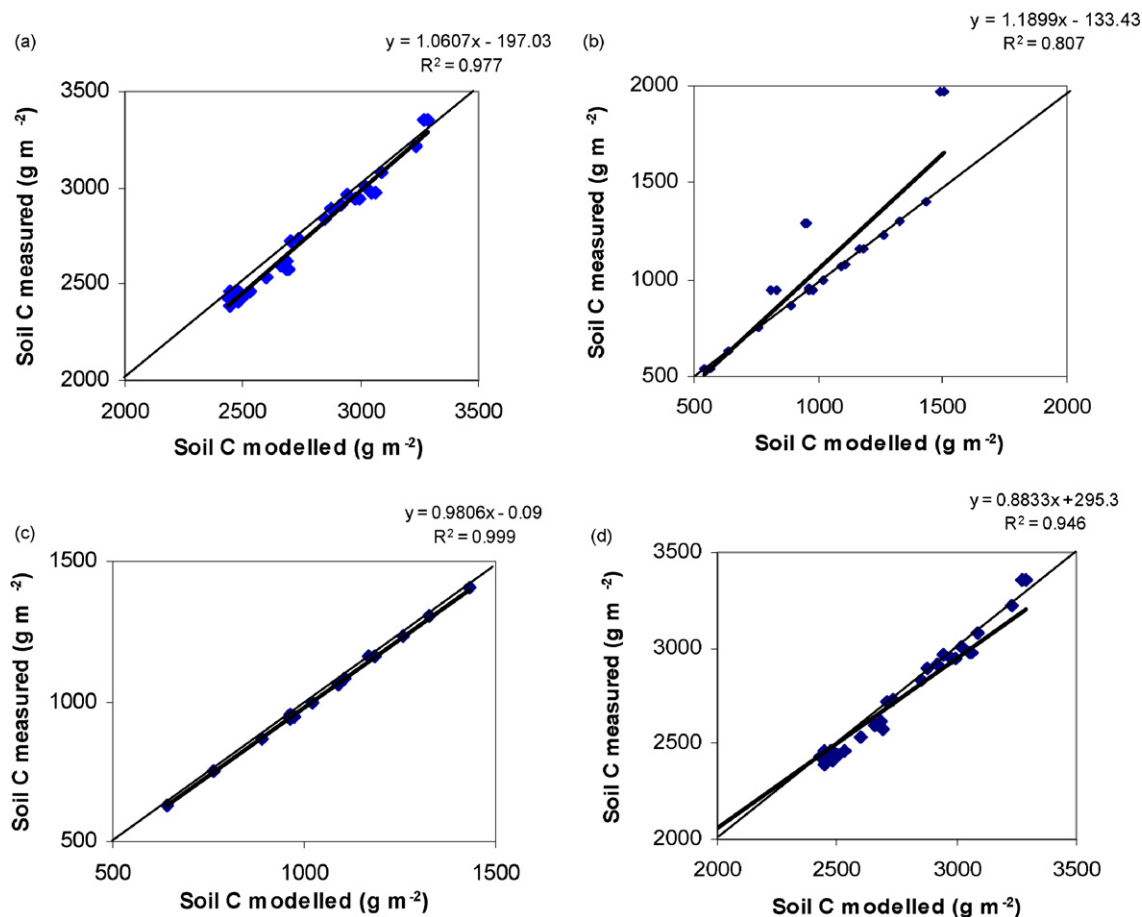 (a)
y = 1.0607x - 197.03
R² = 0.977
Soil C measured (g m⁻²)
3500
3000
2500
2000
2000 2500 3000 3500
Soil C modelled (g m⁻²)
(b)
y = 1.1899x - 133.43
R² = 0.807
Soil C measured (g m⁻²)
2000
1500
1000
500
500 1000 1500 2000
Soil C modelled (g m⁻²)
(c)
y = 0.9806x - 0.09
R² = 0.999
Soil C measured (g m⁻²)
1500
1000
500
500 1000 1500
Soil C modelled (g m⁻²)
(d)
y = 0.8833x +295.3
R² = 0.946
Soil C measured (g m⁻²)
3500
3000
2500
2000
2000 2500 3000 3500
Soil C modelled (g m⁻²)